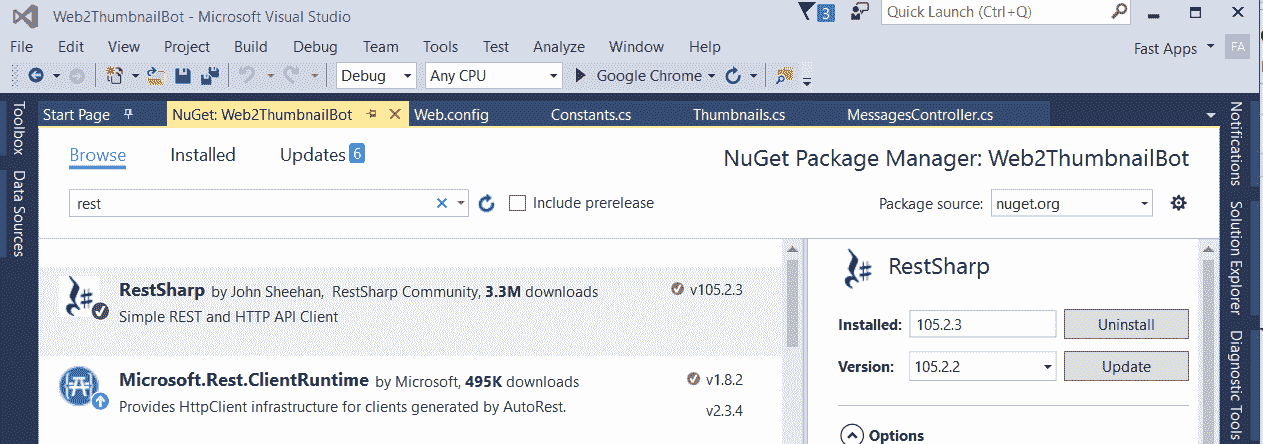 Web2ThumbnailBot - Microsoft Visual Studio
3
Quick Launch (Ctrl+Q)
File Edit View Project Build Debug Team Tools Test Analyze Window Help
Fast Apps FA
Debug Any CPU Google Chrome
Toolbox
Data Sources
Start Page NuGet: Web2ThumbnailBot Web.config Constants.cs Thumbnails.cs MessagesController.cs
Browse Installed Updates 6
NuGet Package Manager: Web2ThumbnailBot
rest
Include prerelease
Package source: nuget.org
RestSharp by John Sheehan, RestSharp Community, 3.3M downloads v105.2.3
Simple REST and HTTP API Client
Microsoft.Rest.ClientRuntime by Microsoft, 495K downloads v1.8.2
Provides HttpClient infrastructure for clients generated by AutoRest. v2.3.4
RestSharp
Installed: 105.2.3 Uninstall
Version: 105.2.2 Update
Options
Notifications
Solution Explorer
Diagnostic Tools